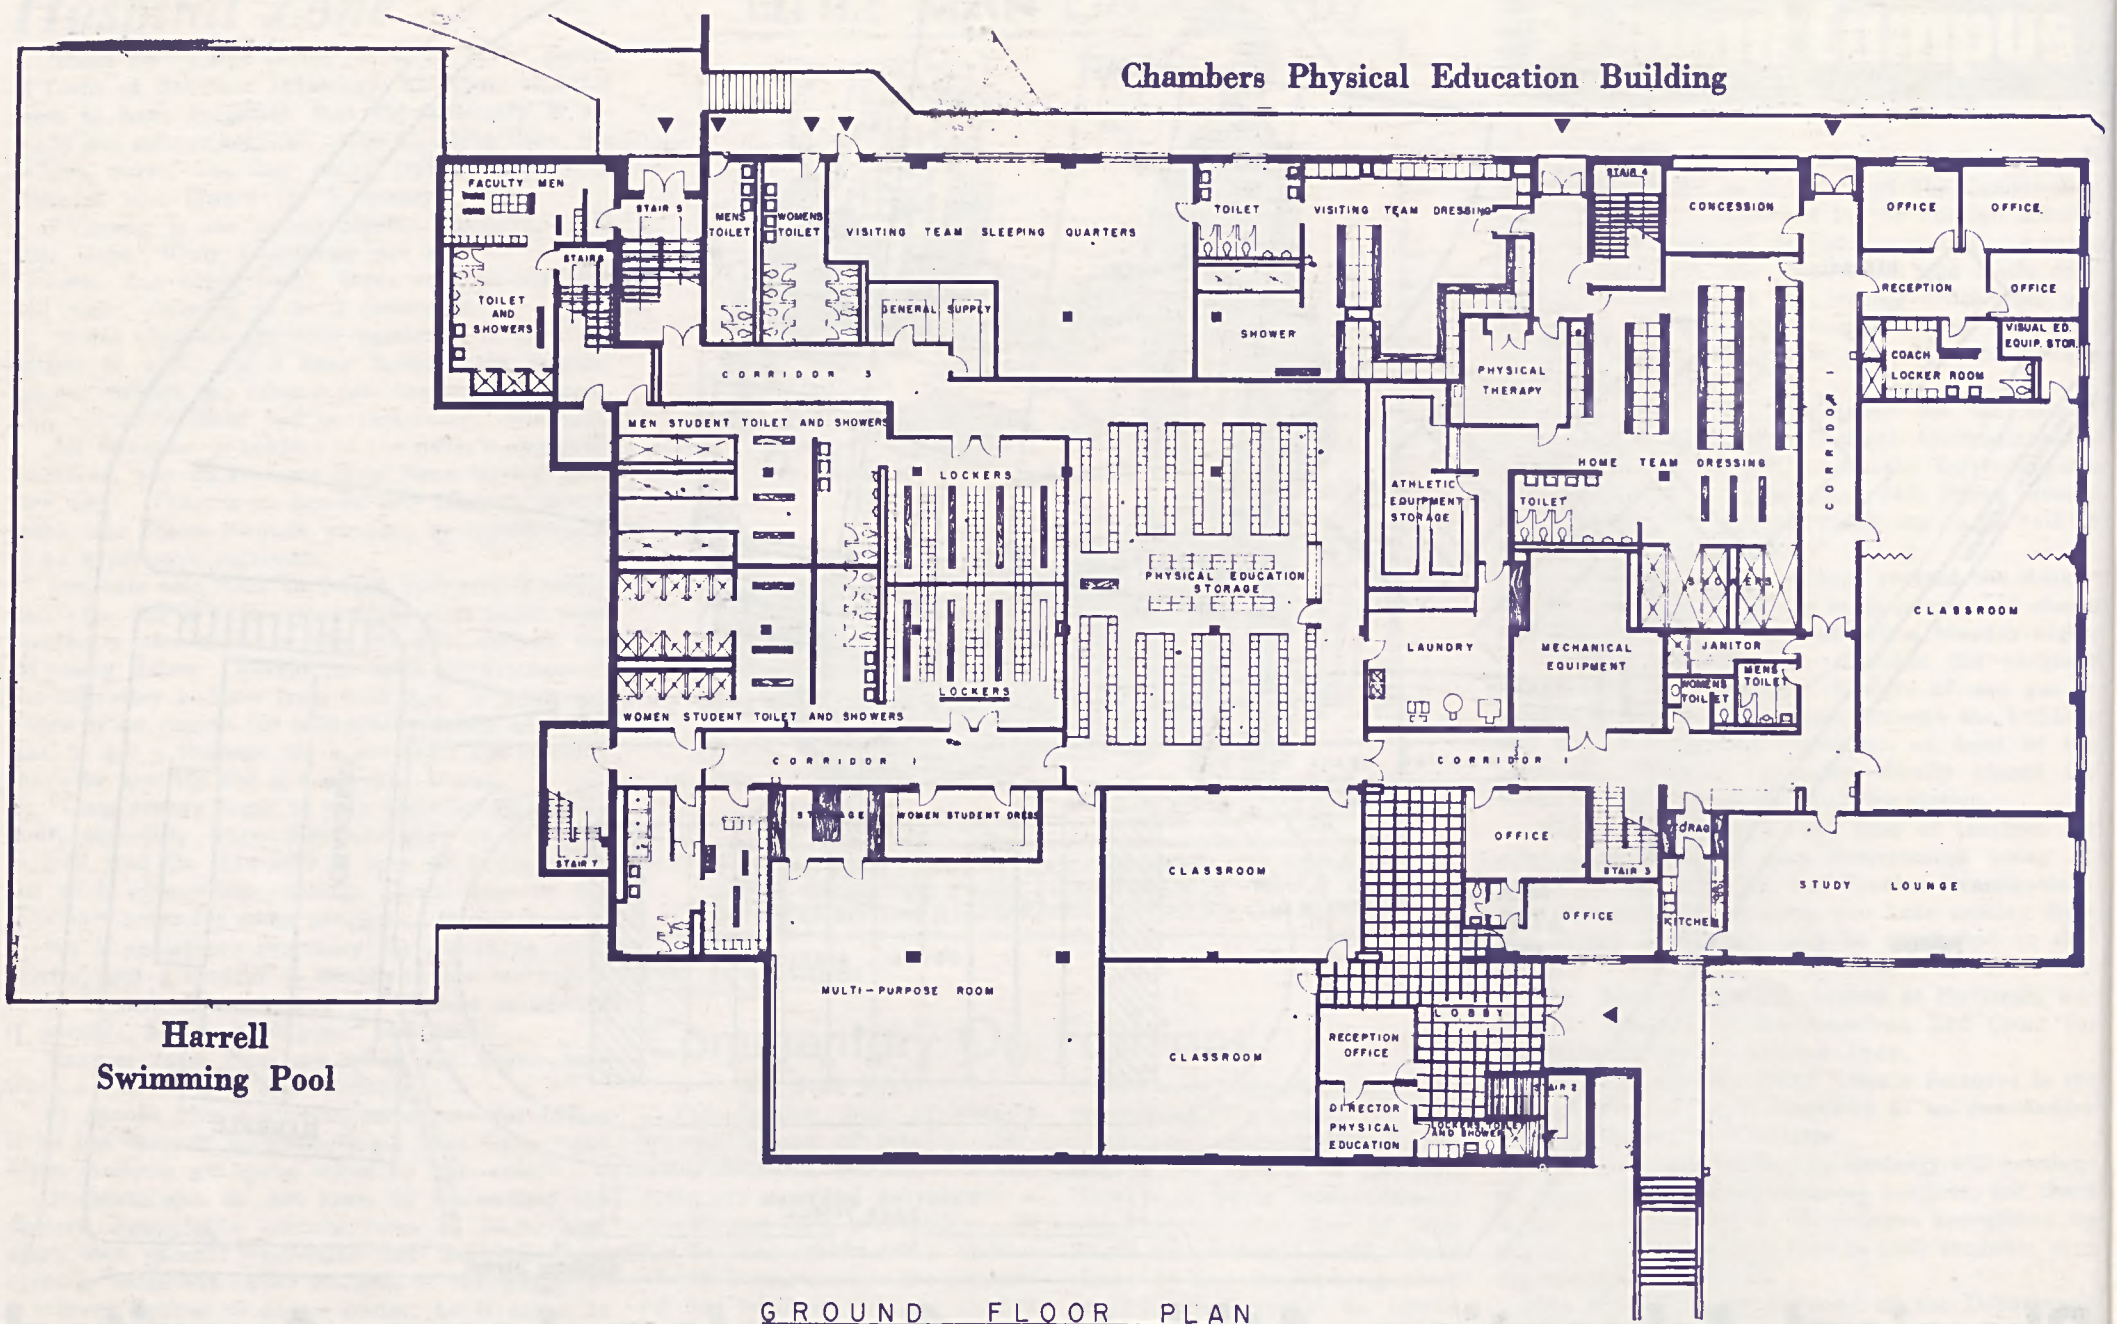 Chambers Physical Education Building
FACULTY MEN
STAIR 5
MENS
TOILET
WOMENS
TOILET
VISITING TEAM SLEEPING QUARTERS
TOILET
VISITING TEAM DRESSING
STAIR 4
CONCESSION
OFFICE
OFFICE
STAIR 6
TOILET
AND
SHOWERS
GENERAL SUPPLY
SHOWER
RECEPTION
OFFICE
VISUAL ED.
EQUIP. STOR.
COACH
LOCKER ROOM
PHYSICAL
THERAPY
CORRIDOR 3
CORRIDOR 1
MEN STUDENT TOILET AND SHOWERS
LOCKERS
HOME TEAM DRESSING
ATHLETIC
EQUIPMENT
STORAGE
TOILET
PHYSICAL EDUCATION
STORAGE
SHOWERS
CLASSROOM
LAUNDRY
MECHANICAL
EQUIPMENT
JANITOR
MENS
TOILET
WOMENS
TOILET
LOCKERS
WOMEN STUDENT TOILET AND SHOWERS
CORRIDOR 1
CORRIDOR 1
STORAGE
WOMEN STUDENT DRESS
STAIR 7
CLASSROOM
OFFICE
STAIR 3
STUDY LOUNGE
OFFICE
KITCHEN
MULTI-PURPOSE ROOM
LOBBY
RECEPTION
OFFICE
CLASSROOM
STAIR 2
DIRECTOR
PHYSICAL
EDUCATION
LOCKERS, TOILET
AND SHOWER
Harrell
Swimming Pool
GROUND FLOOR PLAN